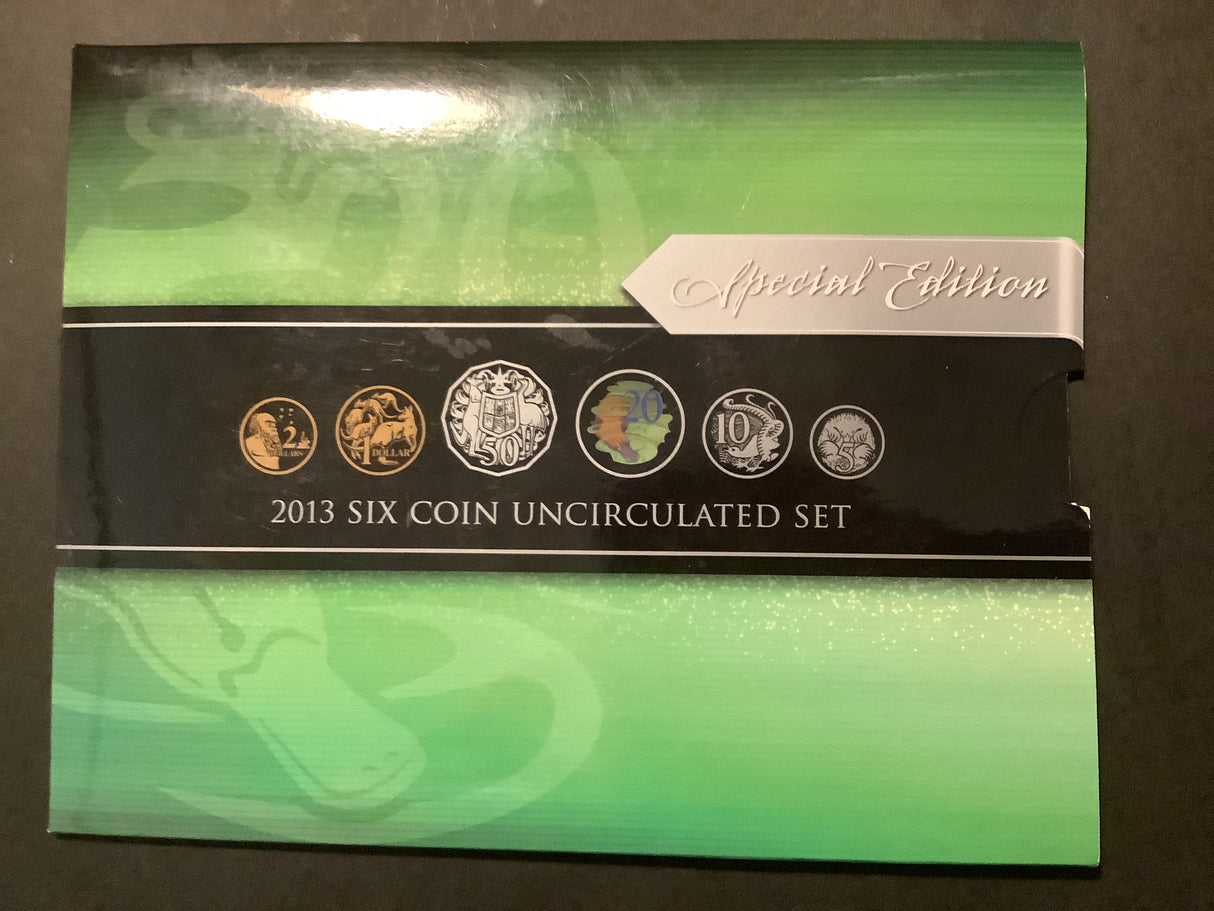 Special Edition
2 DOLLARS
1 DOLLAR
50
20
10
5
2013 SIX COIN UNCIRCULATED SET